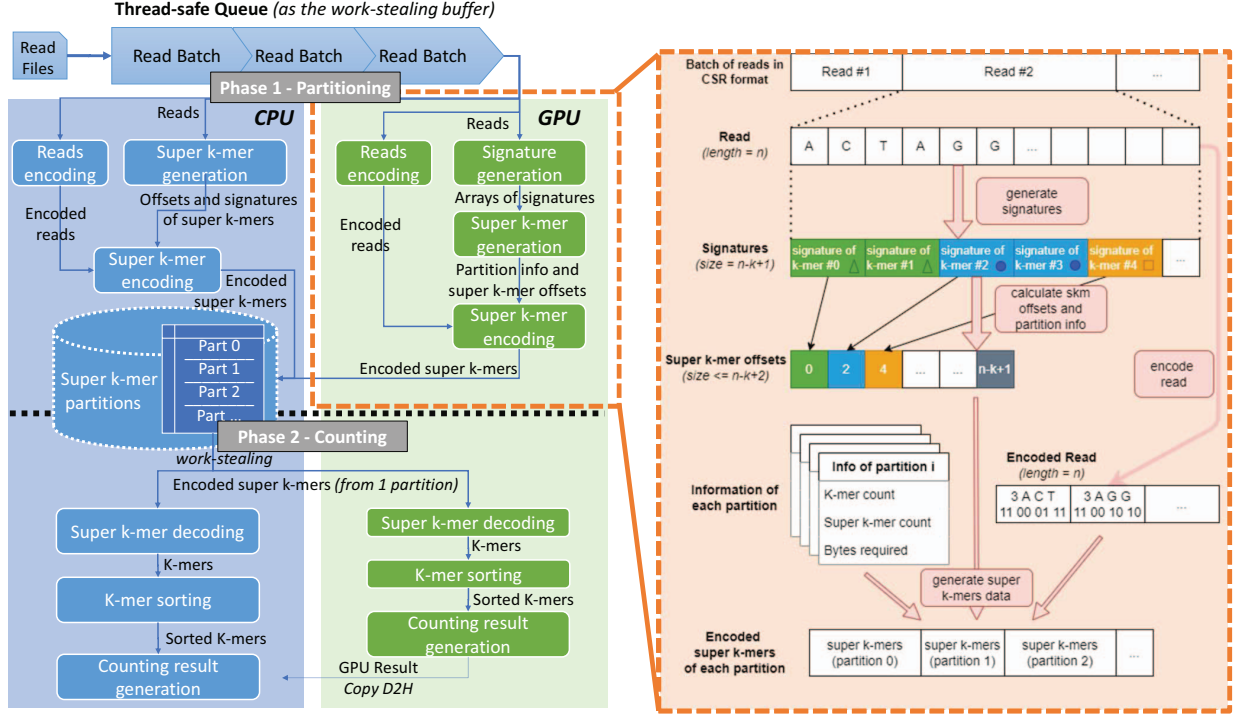 Thread-safe Queue (as the work-stealing buffer)
Read
Files
Read Batch
Read Batch
Read Batch
Phase 1 - Partitioning
CPU
Reads
Reads
encoding
Super k-mer
generation
Encoded
reads
Offsets and signatures
of super k-mers
Super k-mer
encoding
Encoded
super k-mers
GPU
Reads
Reads
encoding
Signature
generation
Arrays of signatures
Encoded
reads
Super k-mer
generation
Partition info and
super k-mer offsets
Super k-mer
encoding
Encoded super k-mers
Super k-mer
partitions
Part 0
Part 1
Part 2
Part ...
Phase 2 - Counting
work-stealing
Encoded super k-mers (from 1 partition)
Super k-mer decoding
K-mers
K-mer sorting
Sorted K-mers
Counting result
generation
Super k-mer decoding
K-mers
K-mer sorting
Sorted K-mers
Counting result
generation
GPU Result
Copy D2H
Batch of reads in
CSR format
Read #1
Read #2
...
Read
(length = n)
A C T A G G ...
generate
signatures
Signatures
(size = n-k+1)
signature of
k-mer #0
signature of
k-mer #1
signature of
k-mer #2
signature of
k-mer #3
signature of
k-mer #4
...
calculate skm
offsets and
partition info
Super k-mer offsets
(size <= n-k+2)
0 2 4 ... ... n-k+1
encode
read
Information of
each partition
Info of partition i
K-mer count
Super k-mer count
Bytes required
Encoded Read
(length = n)
3 A C T
11 00 01 11
3 A G G
11 00 10 10
...
generate super
k-mers data
Encoded
super k-mers
of each partition
super k-mers
(partition 0)
super k-mers
(partition 1)
super k-mers
(partition 2)
...